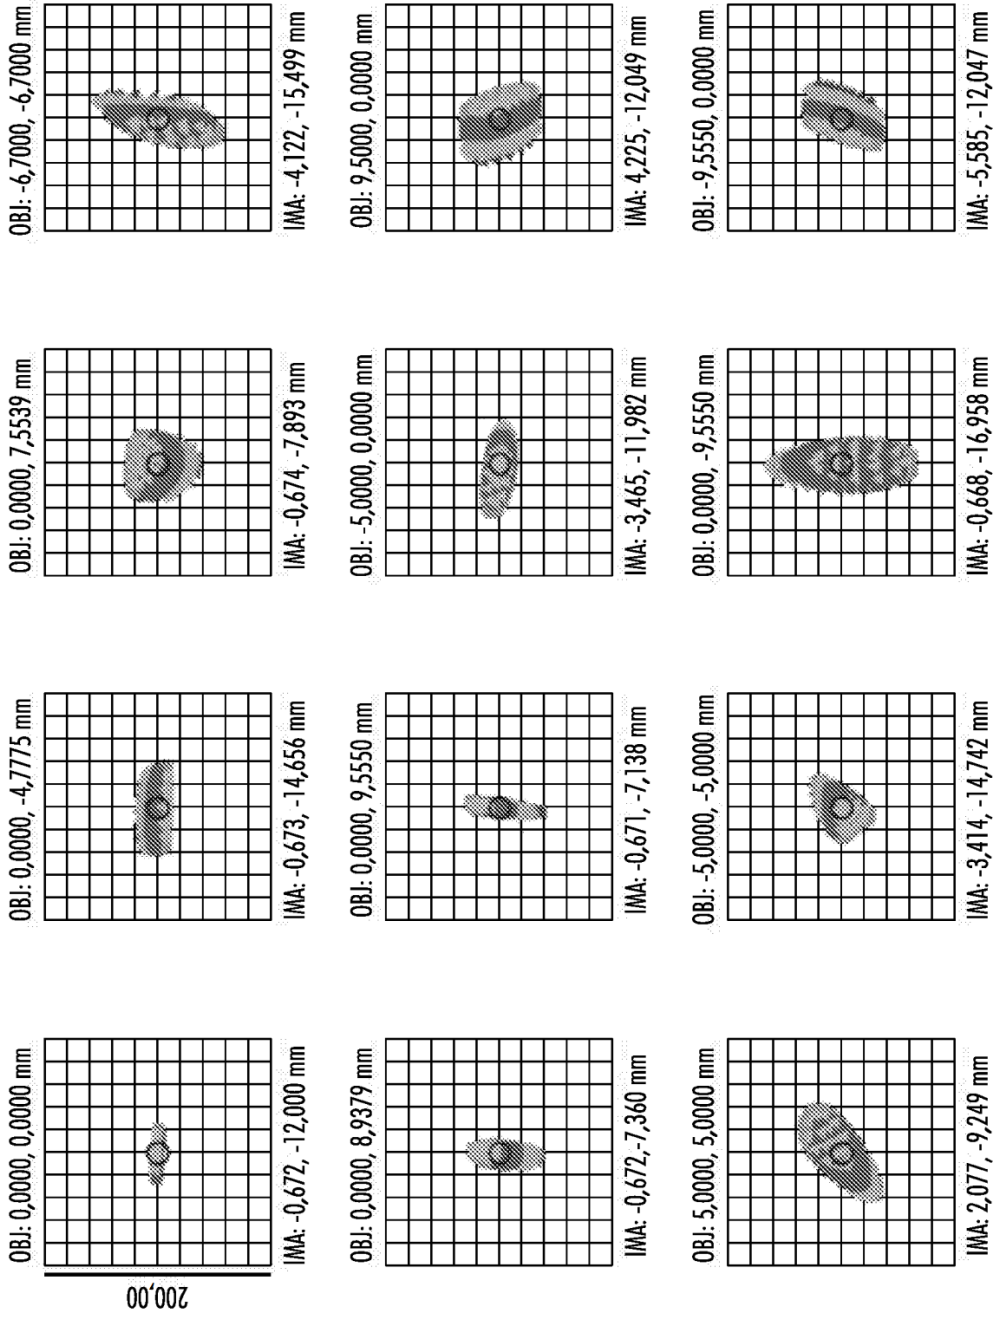 OBJ: 0,0000, 0,0000 mm
OBJ: 0,0000, -4,7775 mm
OBJ: 0,0000, 7,5539 mm
OBJ: -6,7000, -6,7000 mm
200,00
IMA: -0,672, -12,000 mm
IMA: -0,673, -14,656 mm
IMA: -0,674, -7,893 mm
IMA: -4,122, -15,499 mm
OBJ: 0,0000, 8,9379 mm
OBJ: 0,0000, 9,5550 mm
OBJ: -5,0000, 0,0000 mm
OBJ: 9,5000, 0,0000 mm
IMA: -0,672,-7,360 mm
IMA: -0,671, -7,138 mm
IMA: -3,465, -11,982 mm
IMA: 4,225, -12,049 mm
OBJ: 5,0000, 5,0000 mm
OBJ: -5,0000, -5,0000 mm
OBJ: 0,0000, -9,5550 mm
OBJ: -9,5550, 0,0000 mm
IMA: 2,077, -9,249 mm
IMA: -3,414, -14,742 mm
IMA: -0,668, -16,958 mm
IMA: -5,585, -12,047 mm